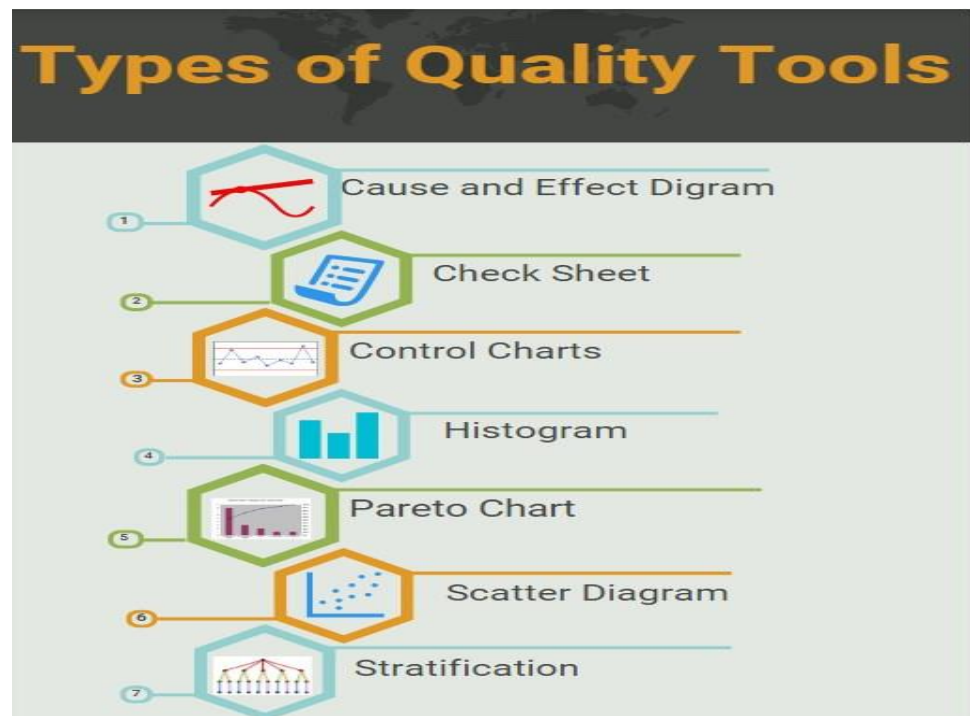 Types of Quality Tools
Cause and Effect Digram
1
Check Sheet
2
Control Charts
3
Histogram
4
Pareto Chart
5
Scatter Diagram
6
Stratification
7